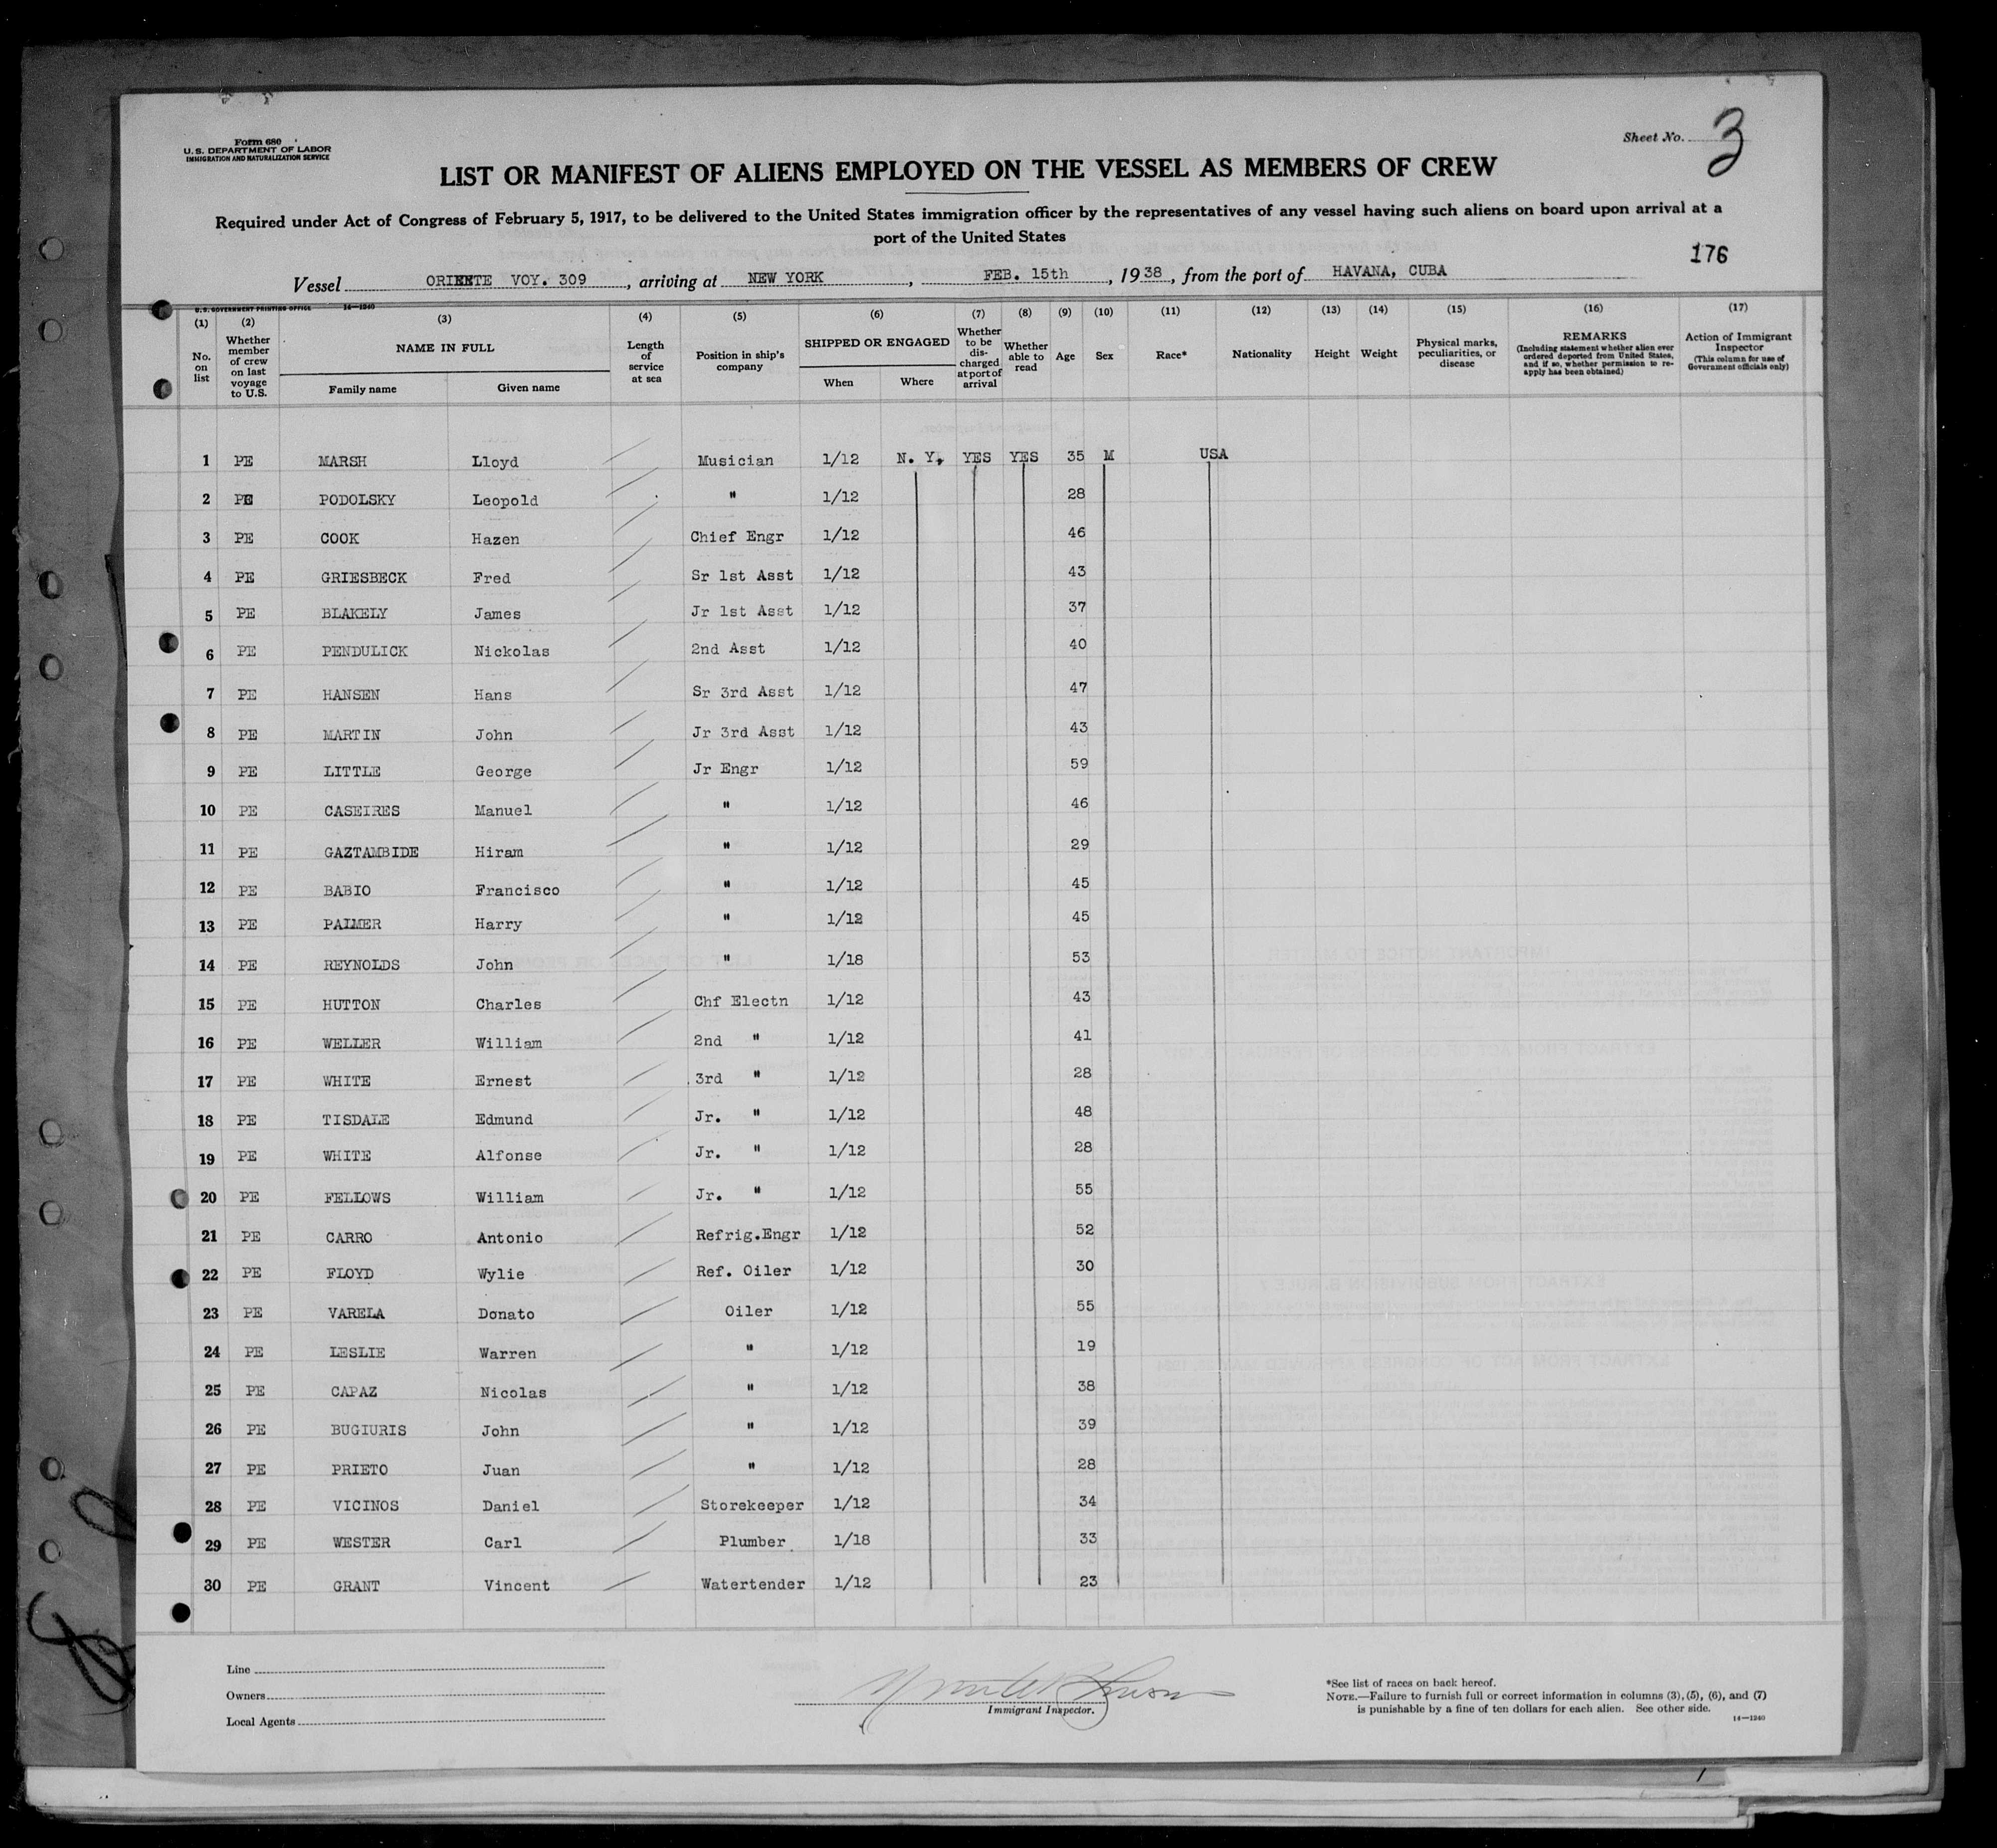 Form 680
U. S. DEPARTMENT OF LABOR
IMMIGRATION AND NATURALIZATION SERVICE
Sheet No. 3
LIST OR MANIFEST OF ALIENS EMPLOYED ON THE VESSEL AS MEMBERS OF CREW
Required under Act of Congress of February 5, 1917, to be delivered to the United States immigration officer by the representatives of any vessel having such aliens on board upon arrival at a
port of the United States
176
Vessel ORIENTE VOY. 309, arriving at NEW YORK, FEB. 15th, 1938, from the port of HAVANA, CUBA
U. S. GOVERNMENT PRINTING OFFICE 14—1240
(1) (2) (3) (4) (5) (6) (7) (8) (9) (10) (11) (12) (13) (14) (15) (16) (17)
No. on list
Whether member of crew on last voyage to U.S.
NAME IN FULL
Family name
Given name
Length of service at sea
Position in ship's company
SHIPPED OR ENGAGED
When
Where
Whether to be discharged at port of arrival
Whether able to read
Age
Sex
Race*
Nationality
Height
Weight
Physical marks, peculiarities, or disease
REMARKS
(Including statement whether alien ever ordered deported from United States, and if so, whether permission to reapply has been obtained)
Action of Immigrant Inspector
(This column for use of Government officials only)
1 PE MARSH Lloyd Musician 1/12 N. Y. YES YES 35 M USA
2 PE PODOLSKY Leopold " 1/12 28
3 PE COOK Hazen Chief Engr 1/12 46
4 PE GRIESBECK Fred Sr 1st Asst 1/12 43
5 PE BLAKELY James Jr 1st Asst 1/12 37
6 PE PENDULICK Nickolas 2nd Asst 1/12 40
7 PE HANSEN Hans Sr 3rd Asst 1/12 47
8 PE MARTIN John Jr 3rd Asst 1/12 43
9 PE LITTLE George Jr Engr 1/12 59
10 PE CASEIRES Manuel " 1/12 46
11 PE GAZTAMBIDE Hiram " 1/12 29
12 PE BABIO Francisco " 1/12 45
13 PE PALMER Harry " 1/12 45
14 PE REYNOLDS John " 1/18 53
15 PE HUTTON Charles Chf Electn 1/12 43
16 PE WELLER William 2nd " 1/12 41
17 PE WHITE Ernest 3rd " 1/12 28
18 PE TISDALE Edmund Jr. " 1/12 48
19 PE WHITE Alfonse Jr. " 1/12 28
20 PE FELLOWS William Jr. " 1/12 55
21 PE CARRO Antonio Refrig.Engr 1/12 52
22 PE FLOYD Wylie Ref. Oiler 1/12 30
23 PE VARELA Donato Oiler 1/12 55
24 PE LESLIE Warren " 1/12 19
25 PE CAPAZ Nicolas " 1/12 38
26 PE BUGIURIS John " 1/12 39
27 PE PRIETO Juan " 1/12 28
28 PE VICINOS Daniel Storekeeper 1/12 34
29 PE WESTER Carl Plumber 1/18 33
30 PE GRANT Vincent Watertender 1/12 23
Line
Owners
Local Agents
Immigrant Inspector.
*See list of races on back hereof.
NOTE.—Failure to furnish full or correct information in columns (3), (5), (6), and (7)
is punishable by a fine of ten dollars for each alien. See other side.
14—1240